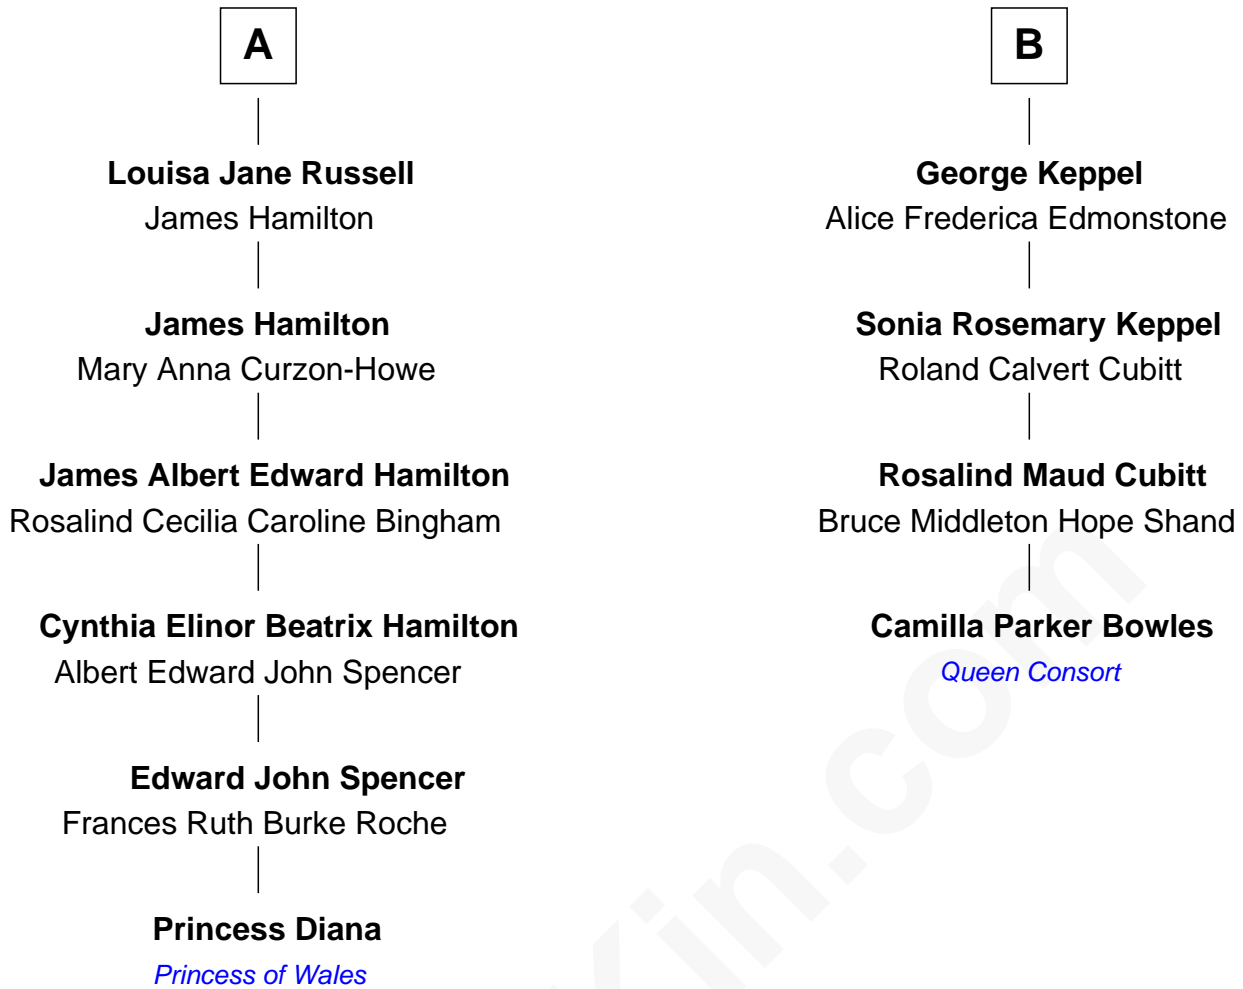 A
Louisa Jane Russell
James Hamilton
James Hamilton
Mary Anna Curzon-Howe
James Albert Edward Hamilton
Rosalind Cecilia Caroline Bingham
Cynthia Elinor Beatrix Hamilton
Albert Edward John Spencer
Edward John Spencer
Frances Ruth Burke Roche
Princess Diana
Princess of Wales
B
George Keppel
Alice Frederica Edmonstone
Sonia Rosemary Keppel
Roland Calvert Cubitt
Rosalind Maud Cubitt
Bruce Middleton Hope Shand
Camilla Parker Bowles
Queen Consort